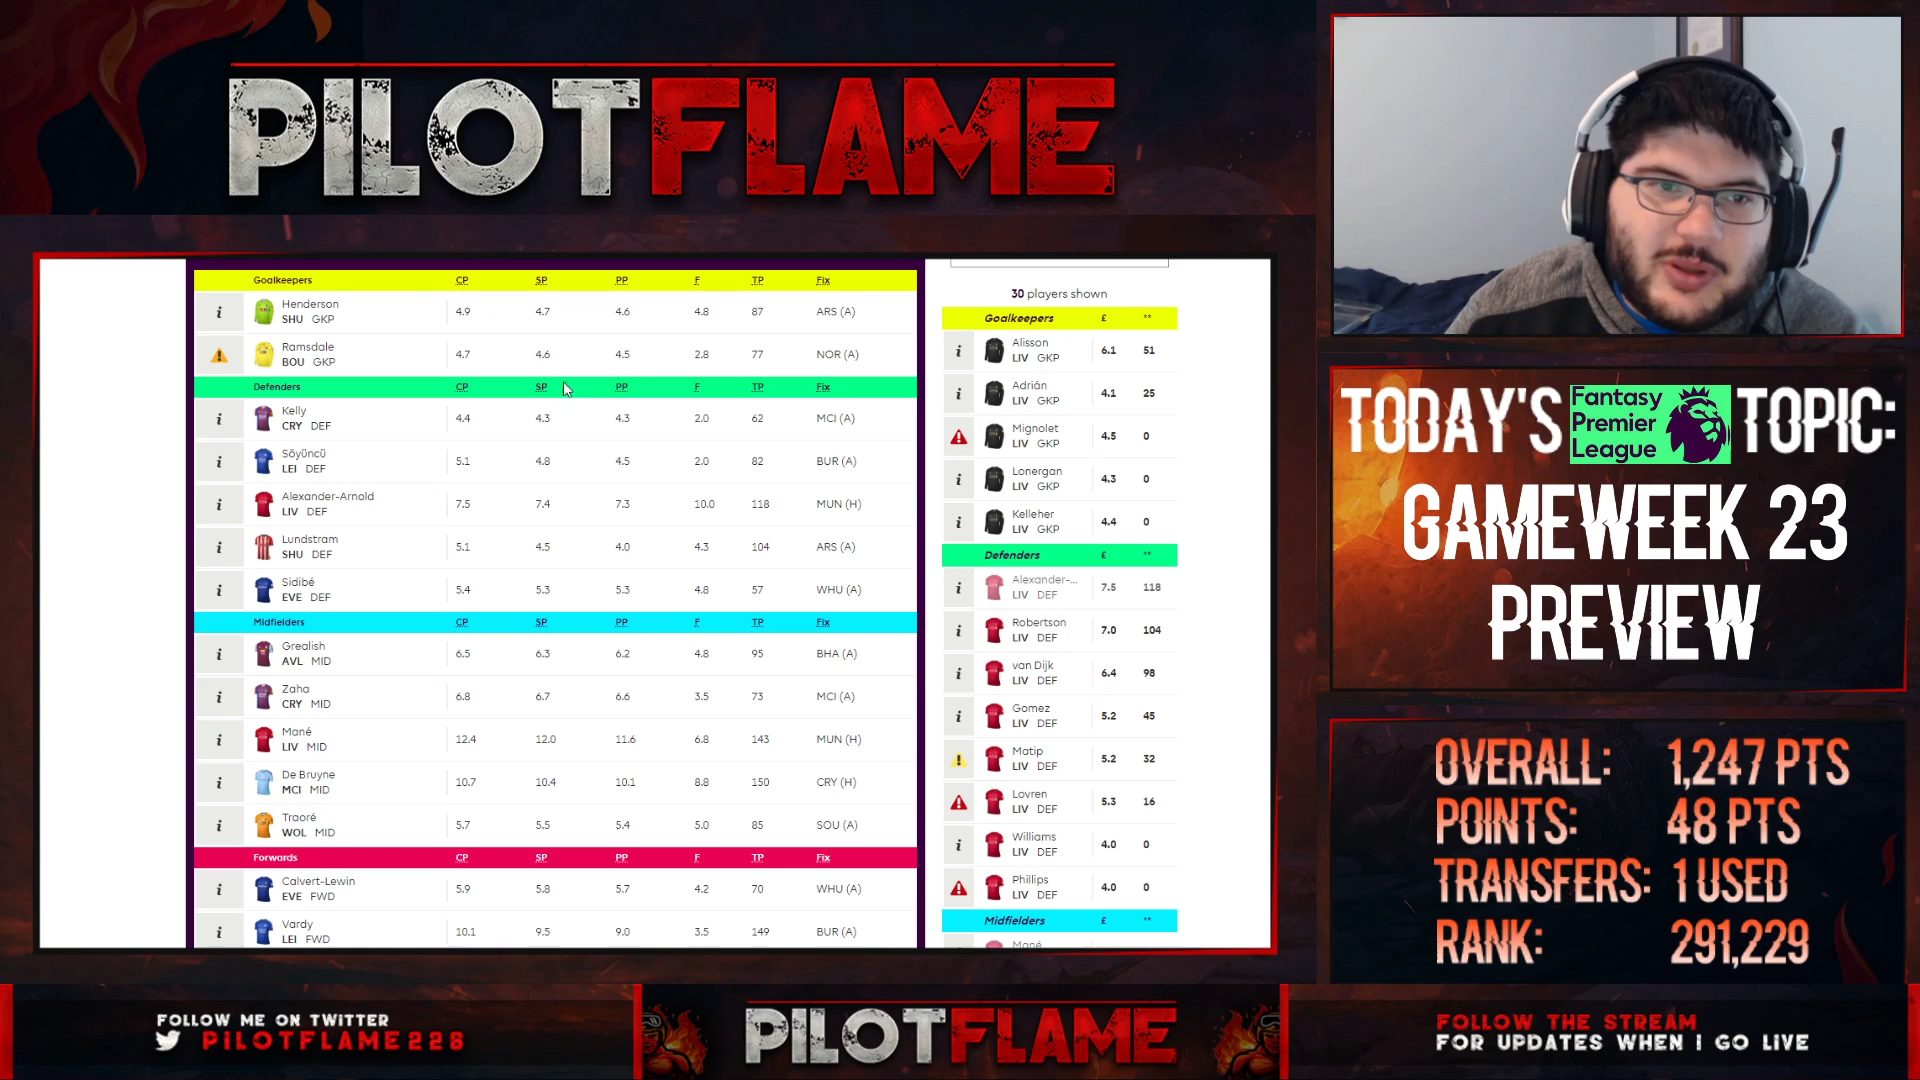 PILOTFLAME
Goalkeepers CP SP PP F TP Fix
i Henderson 4.9 4.7 4.6 4.8 87 ARS (A)
SHU GKP
Ramsdale 4.7 4.6 4.5 2.8 77 NOR (A)
BOU GKP
Defenders CP SP PP F TP Fix
i Kelly 4.4 4.3 4.3 2.0 62 MCI (A)
CRY DEF
i Söyüncü 5.1 4.8 4.5 2.0 82 BUR (A)
LEI DEF
i Alexander-Arnold 7.5 7.4 7.3 10.0 118 MUN (H)
LIV DEF
i Lundstram 5.1 4.5 4.0 4.3 104 ARS (A)
SHU DEF
i Sidibé 5.4 5.3 5.3 4.8 57 WHU (A)
EVE DEF
Midfielders CP SP PP F TP Fix
i Grealish 6.5 6.3 6.2 4.8 95 BHA (A)
AVL MID
i Zaha 6.8 6.7 6.6 3.5 73 MCI (A)
CRY MID
i Mané 12.4 12.0 11.6 6.8 143 MUN (H)
LIV MID
i De Bruyne 10.7 10.4 10.1 8.8 150 CRY (H)
MCI MID
i Traoré 5.7 5.5 5.4 5.0 85 SOU (A)
WOL MID
Forwards CP SP PP F TP Fix
i Calvert-Lewin 5.9 5.8 5.7 4.2 70 WHU (A)
EVE FWD
i Vardy 10.1 9.5 9.0 3.5 149 BUR (A)
LEI FWD
30 players shown
Goalkeepers £ **
i Alisson 6.1 51
LIV GKP
i Adrián 4.1 25
LIV GKP
Mignolet 4.5 0
LIV GKP
i Lonergan 4.3 0
LIV GKP
i Kelleher 4.4 0
LIV GKP
Defenders £ **
i Alexander-... 7.5 118
LIV DEF
i Robertson 7.0 104
LIV DEF
i van Dijk 6.4 98
LIV DEF
i Gomez 5.2 45
LIV DEF
Matip 5.2 32
LIV DEF
Lovren 5.3 16
LIV DEF
i Williams 4.0 0
LIV DEF
Phillips 4.0 0
LIV DEF
Midfielders £ **
Mané
TODAY'S Fantasy Premier League TOPIC:
GAMEWEEK 23
PREVIEW
OVERALL: 1,247 PTS
POINTS: 48 PTS
TRANSFERS: 1 USED
RANK: 291,229
FOLLOW ME ON TWITTER
PILOTFLAME226
PILOTFLAME
FOLLOW THE STREAM
FOR UPDATES WHEN I GO LIVE